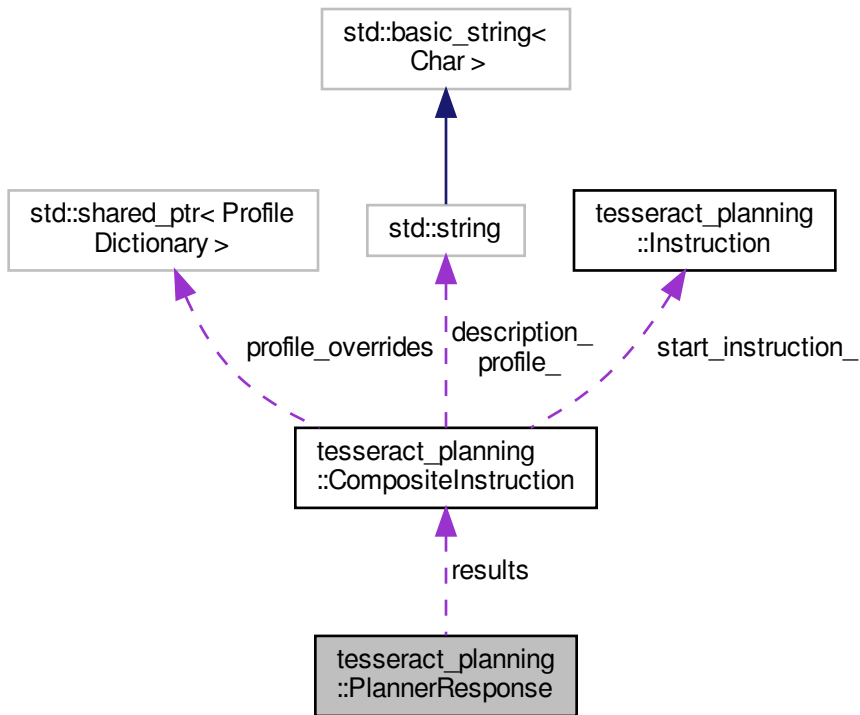 std::basic_string<
Char >
std::shared_ptr< Profile
Dictionary >
std::string
tesseract_planning
::Instruction
profile_overrides
description_
profile_
start_instruction_
tesseract_planning
::CompositeInstruction
results
tesseract_planning
::PlannerResponse